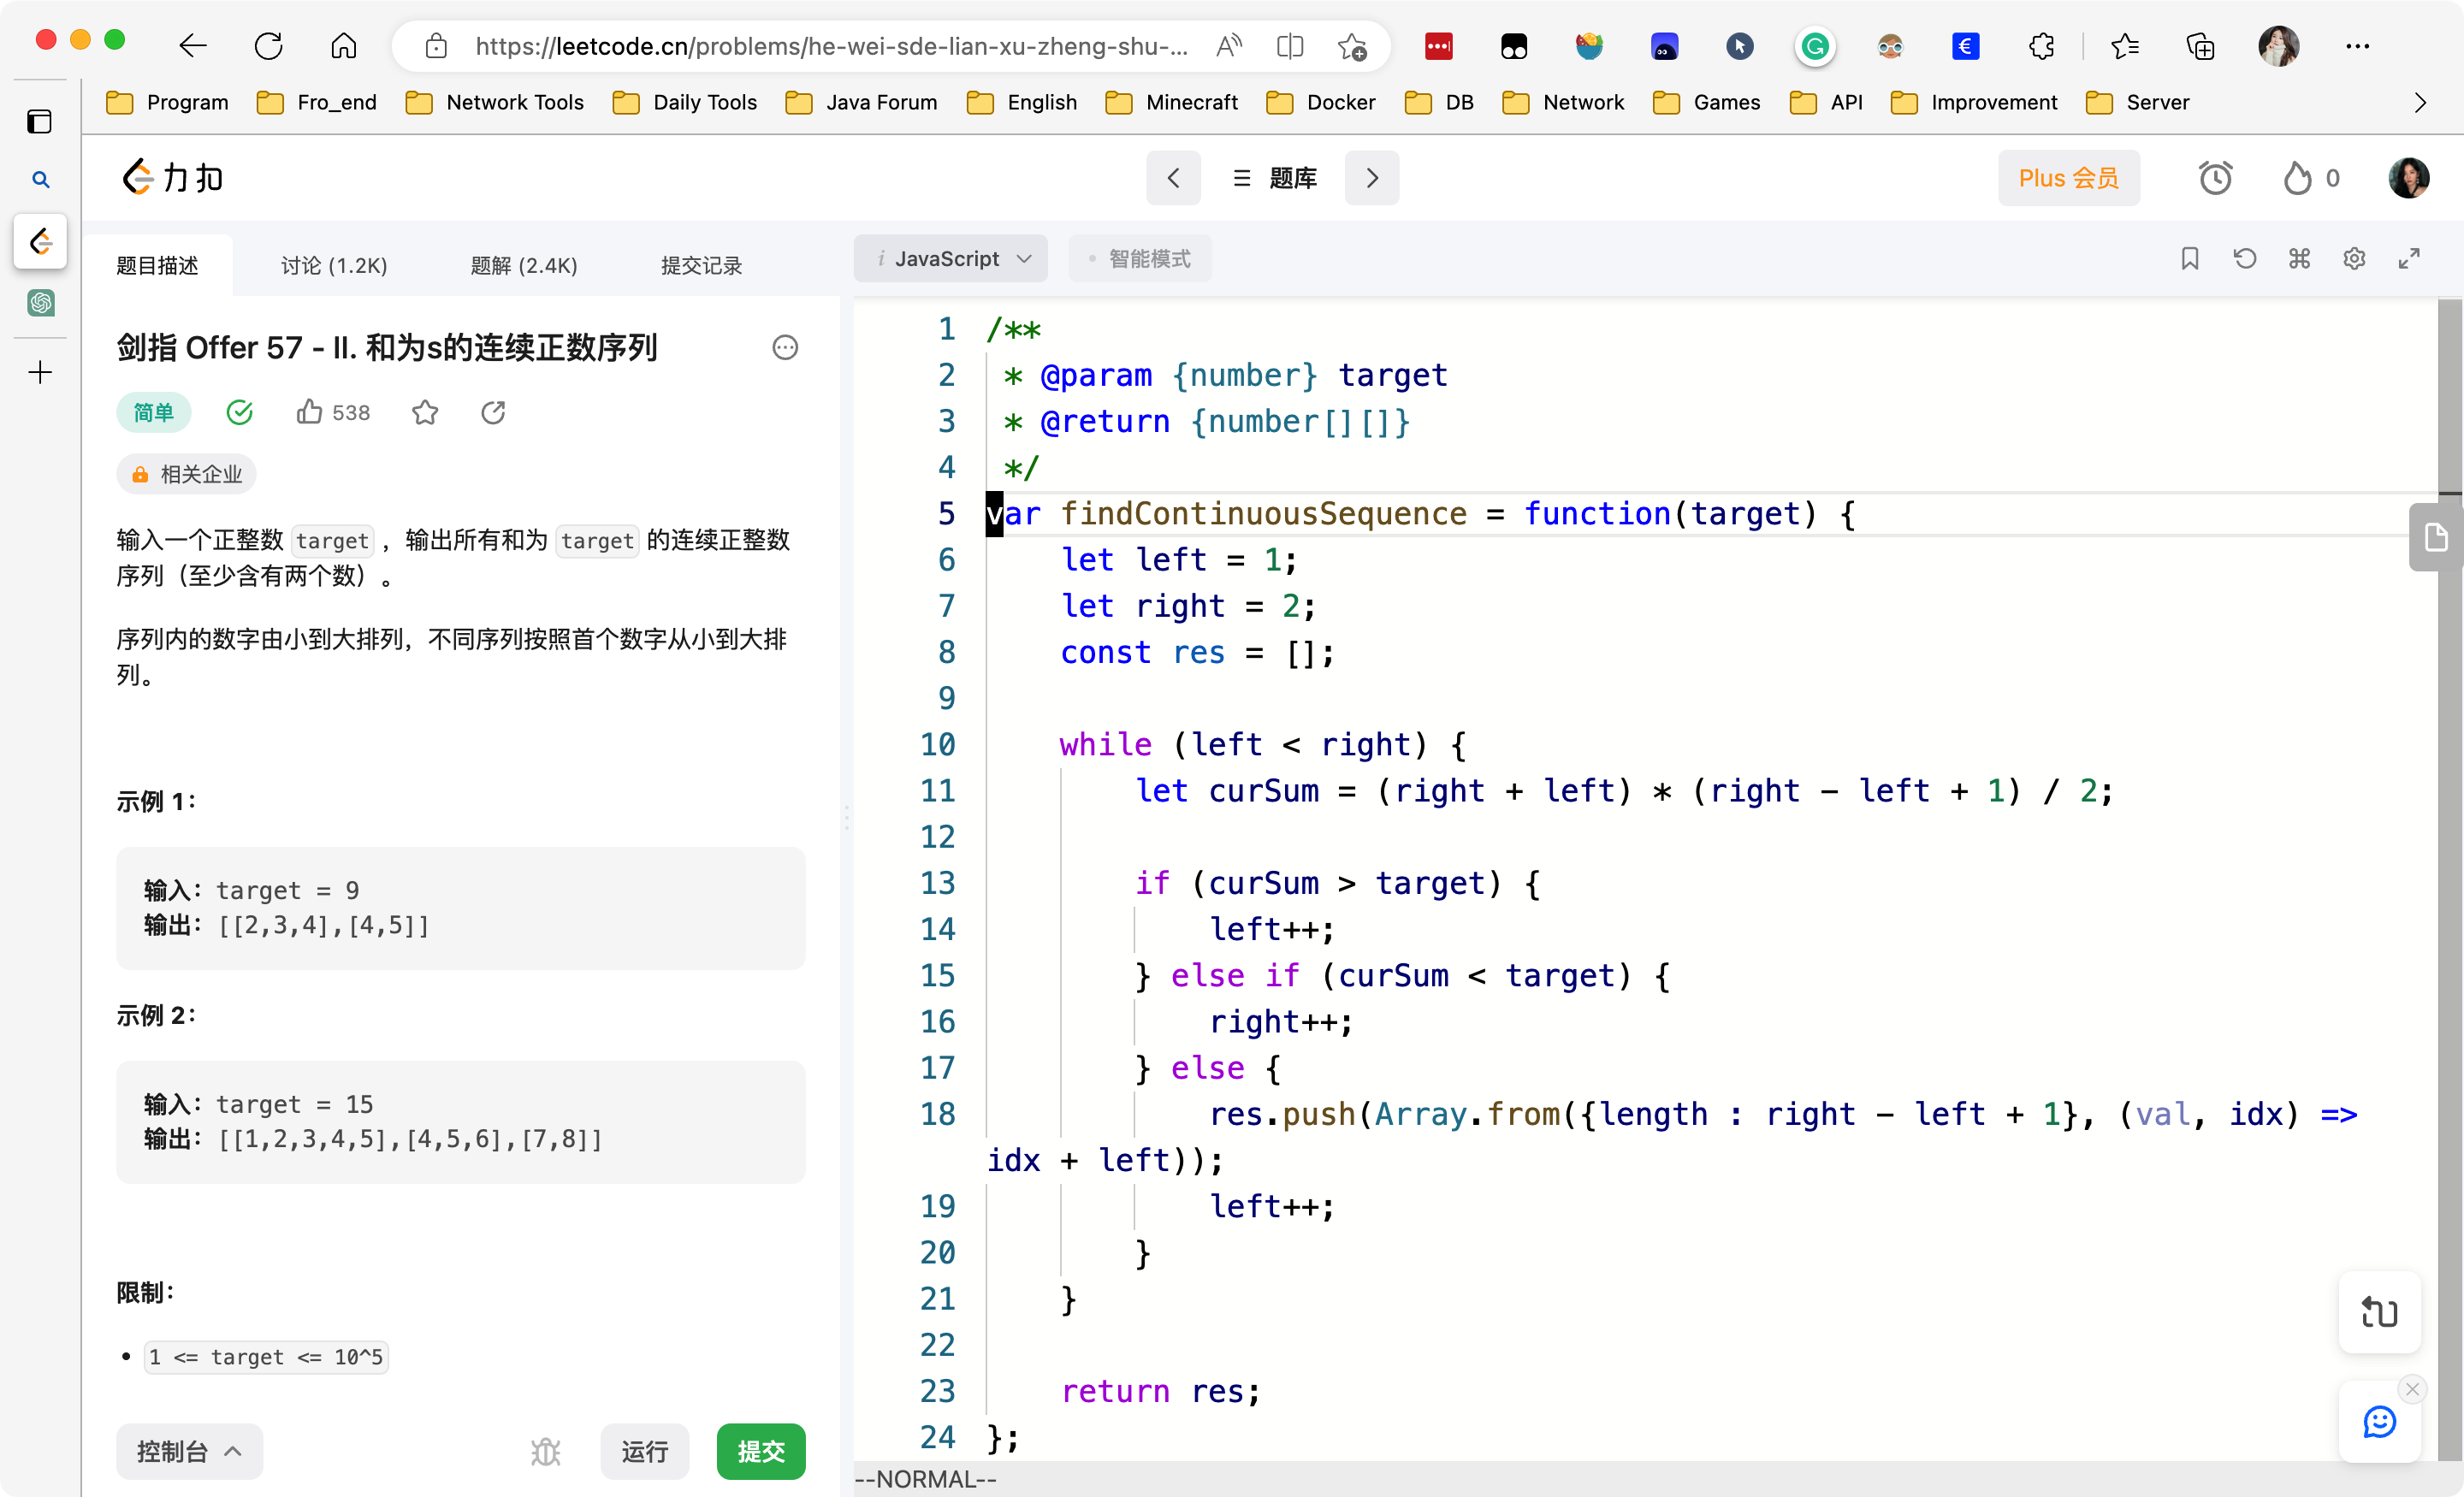 https://leetcode.cn/problems/he-wei-sde-lian-xu-zheng-shu-...
Program Fro_end Network Tools Daily Tools Java Forum English Minecraft Docker DB Network Games API Improvement Server
力扣
题库
Plus 会员
0
题目描述 讨论 (1.2K) 题解 (2.4K) 提交记录
i JavaScript
智能模式
剑指 Offer 57 - II. 和为s的连续正数序列
简单
538
相关企业
输入一个正整数 target ，输出所有和为 target 的连续正整数
序列（至少含有两个数）。
序列内的数字由小到大排列，不同序列按照首个数字从小到大排
列。
示例 1：
输入：target = 9
输出：[[2,3,4],[4,5]]
示例 2：
输入：target = 15
输出：[[1,2,3,4,5],[4,5,6],[7,8]]
限制：
• 1 <= target <= 10^5
控制台
运行
提交
1 /**
2  * @param {number} target
3  * @return {number[][]}
4  */
5 var findContinuousSequence = function(target) {
6     let left = 1;
7     let right = 2;
8     const res = [];
9
10     while (left < right) {
11         let curSum = (right + left) * (right - left + 1) / 2;
12
13         if (curSum > target) {
14             left++;
15         } else if (curSum < target) {
16             right++;
17         } else {
18             res.push(Array.from({length : right - left + 1}, (val, idx) =>
idx + left));
19             left++;
20         }
21     }
22
23     return res;
24 };
--NORMAL--